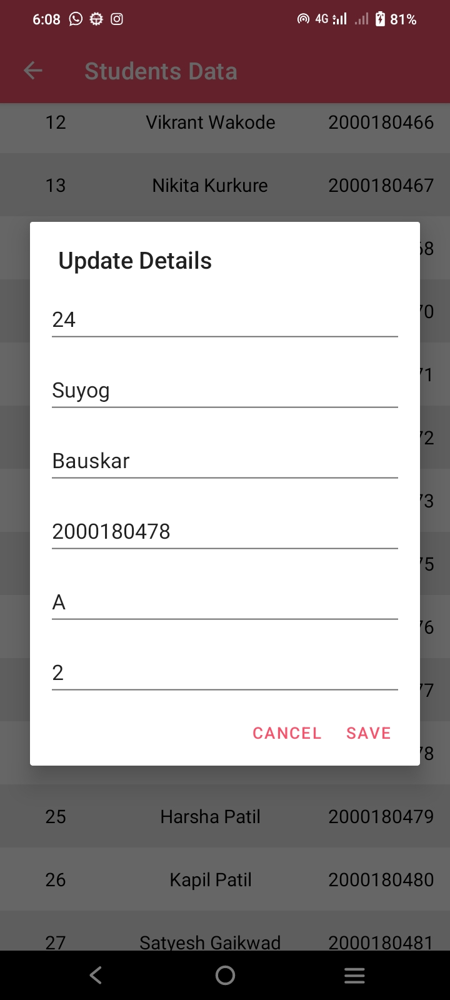 6:08 4G 81%
Students Data
12 Vikrant Wakode 2000180466
13 Nikita Kurkure 2000180467
68
70
71
72
73
75
76
77
78
Update Details
24
Suyog
Bauskar
2000180478
A
2
CANCEL SAVE
25 Harsha Patil 2000180479
26 Kapil Patil 2000180480
27 Satyesh Gaikwad 2000180481